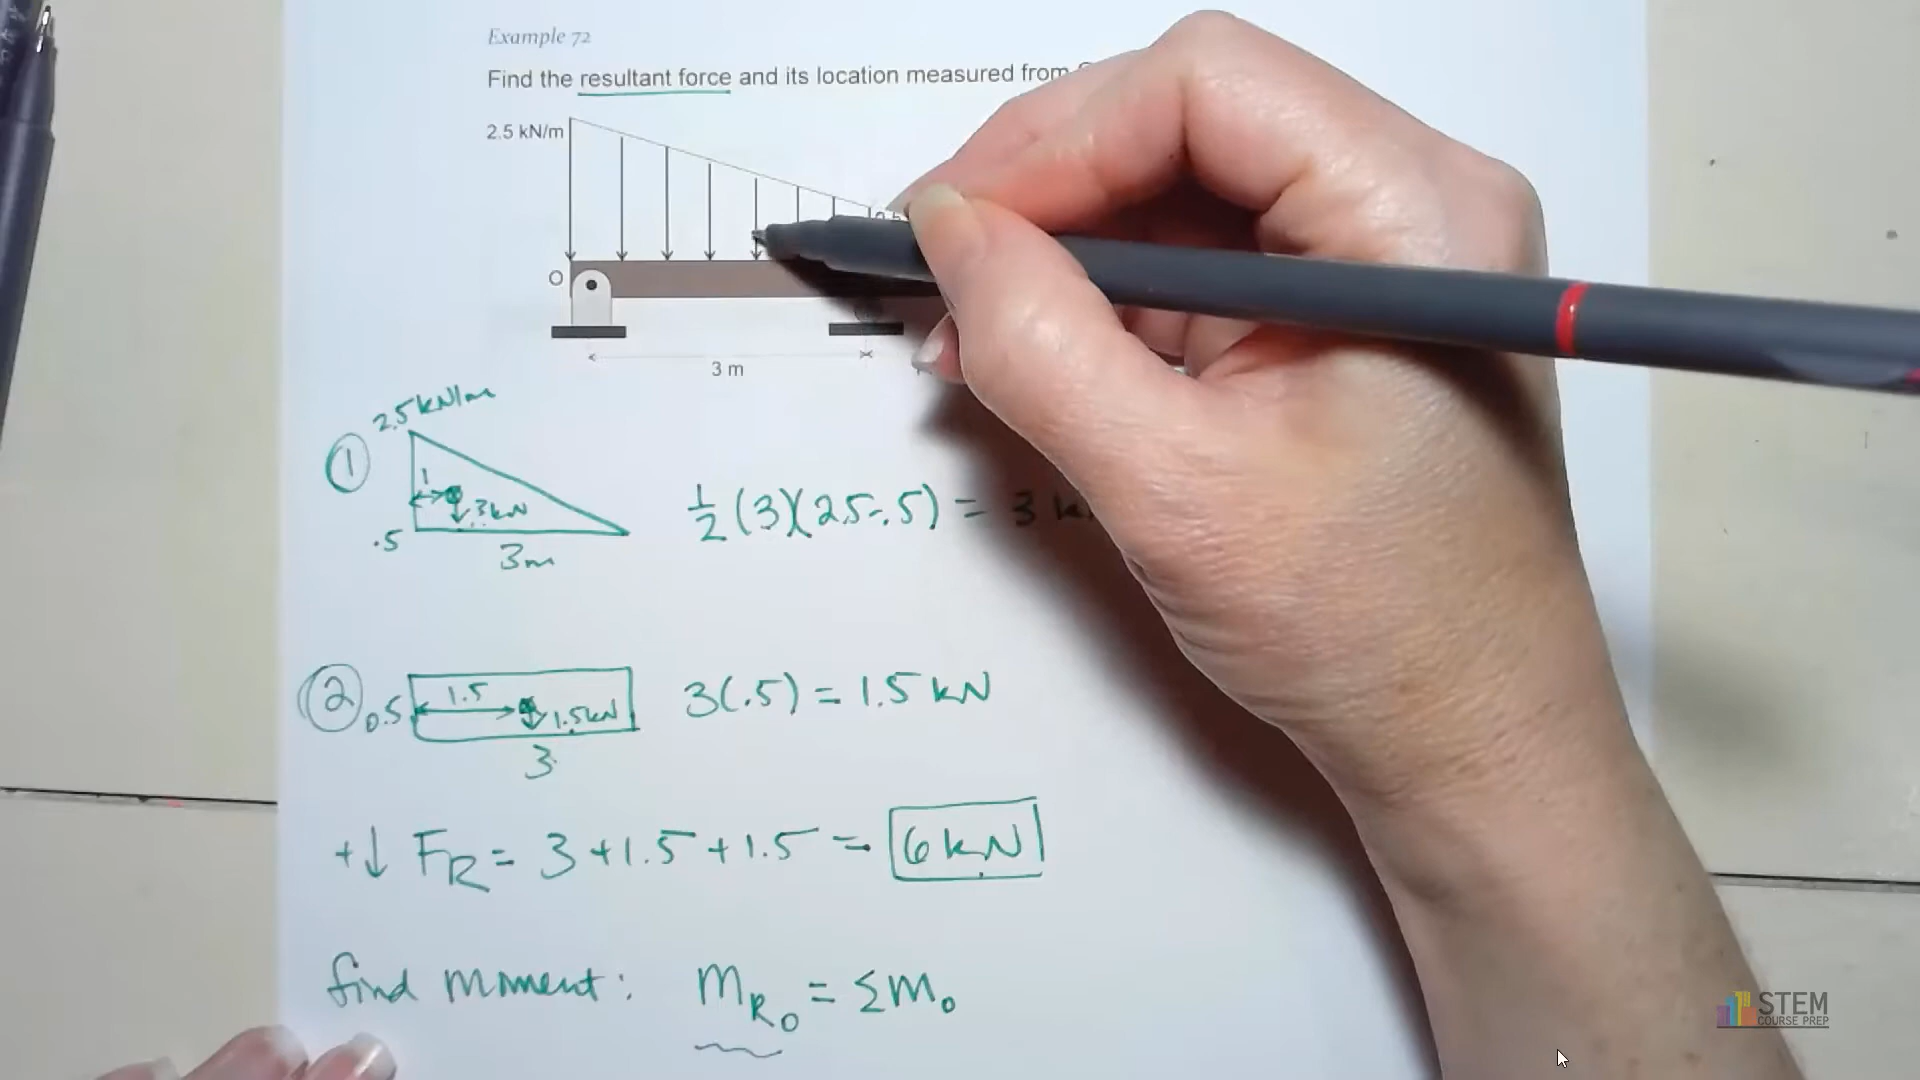 Example 72
Find the resultant force and its location measured from
2.5 kN/m
O
3 m
2.5 kN/m
1
1
3kN
.5
3m
1/2 (3)(2.5-.5) = 3
2
0.5
1.5
1.5kN
3
3(.5) = 1.5 kN
+↓ FR = 3 + 1.5 + 1.5 = 6 kN
find moment: MRO = ΣMO
STEM
COURSE PREP